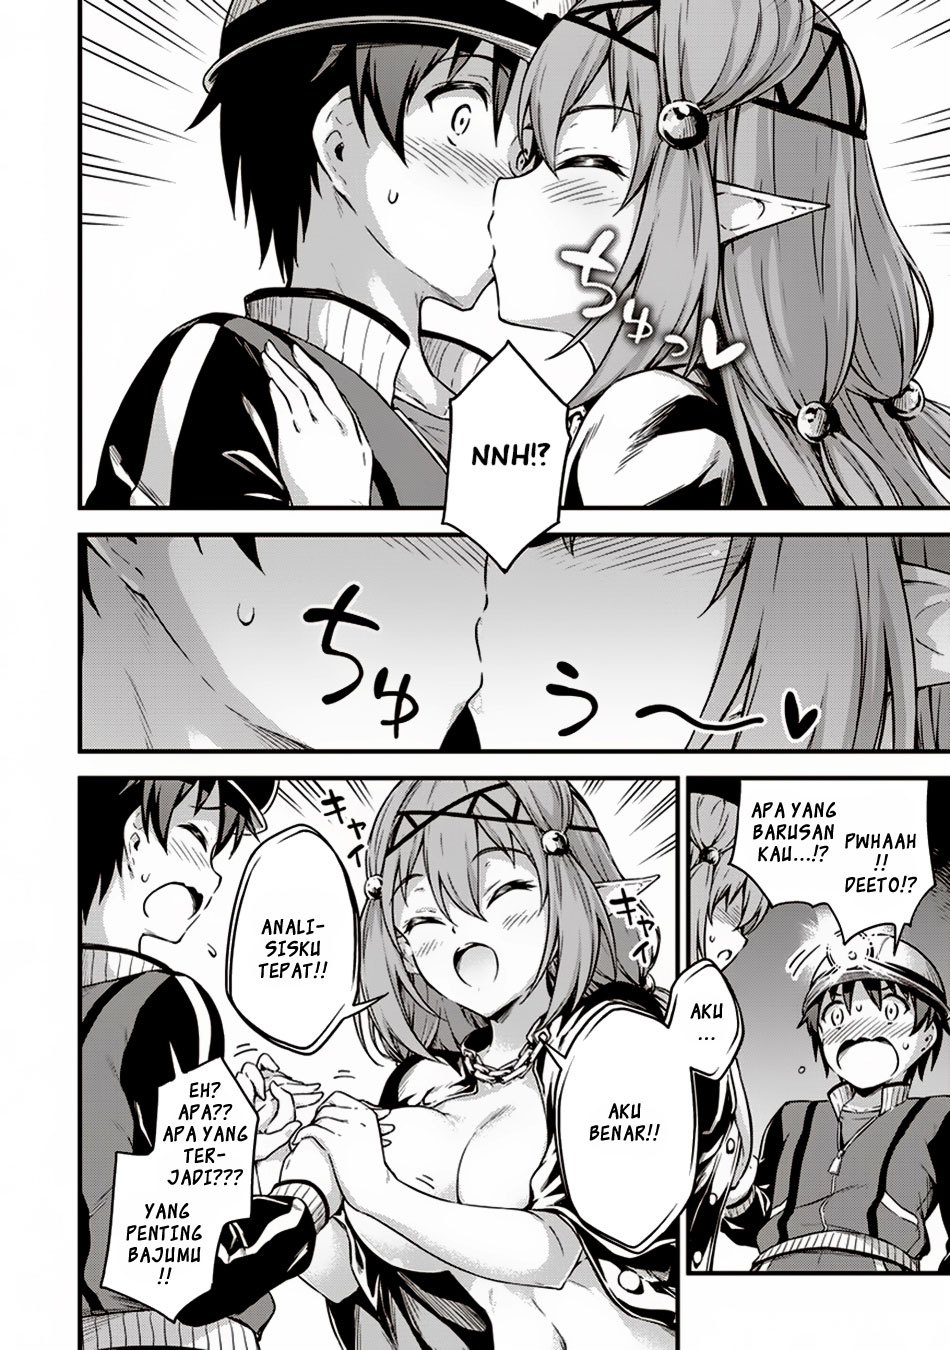 ちゅっ
NNH!?
ちゅ
う〜
APA YANG
BARUSAN
KAU...!?
PWHAAH
!!
DEETO!?
キャイ
キャイ
ANALI-
SISKU
TEPAT!!
AKU
...
AKU
BENAR!!
EH?
APA??
APA YANG
TER-
JADI???
YANG
PENTING
BAJUMU
!!